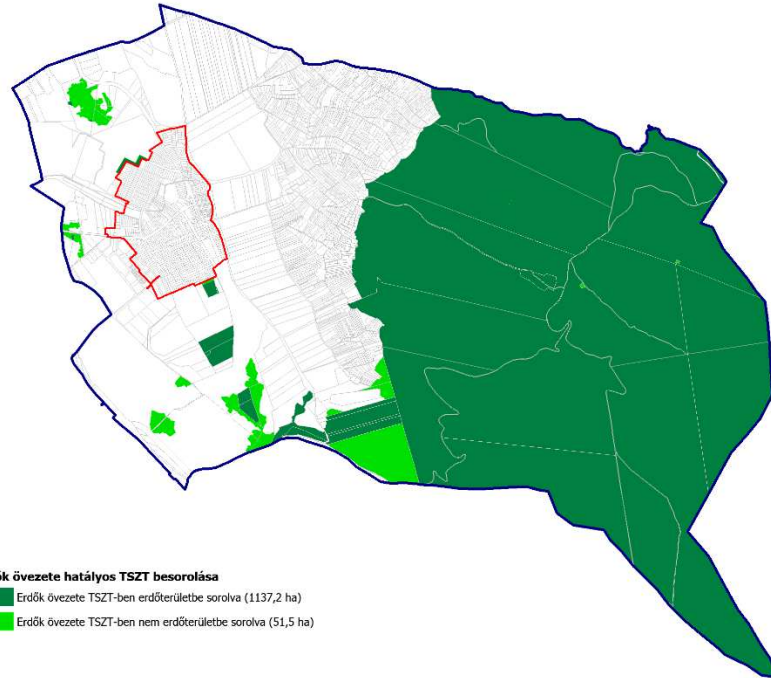 ők övezete hatályos TSZT besorolása
Erdők övezete TSZT-ben erdőterületbe sorolva (1137,2 ha)
Erdők övezete TSZT-ben nem erdőterületbe sorolva (51,5 ha)